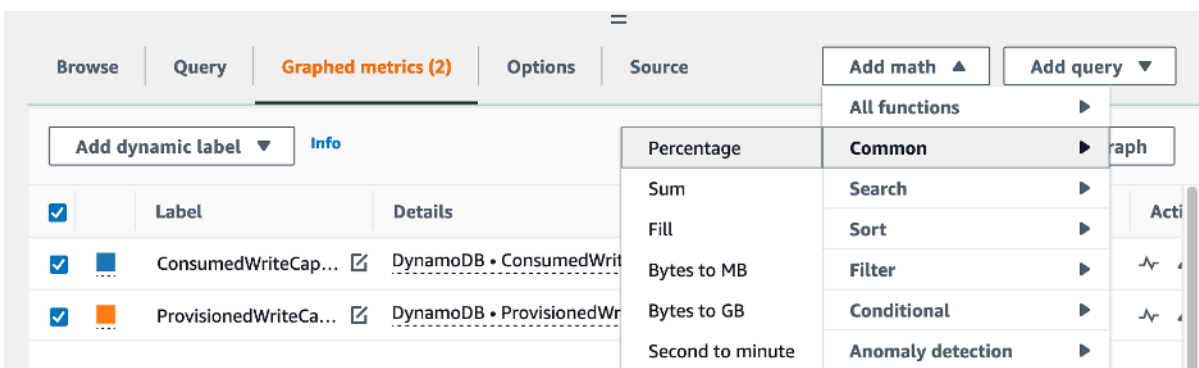 Browse Query Graphed metrics (2) Options Source Add math Add query
All functions
Add dynamic label Info Percentage Common raph
Label Details Sum Search Acti
Fill Sort
ConsumedWriteCap... DynamoDB • ConsumedWrit Bytes to MB Filter
ProvisionedWriteCa... DynamoDB • ProvisionedWr Bytes to GB Conditional
Second to minute Anomaly detection